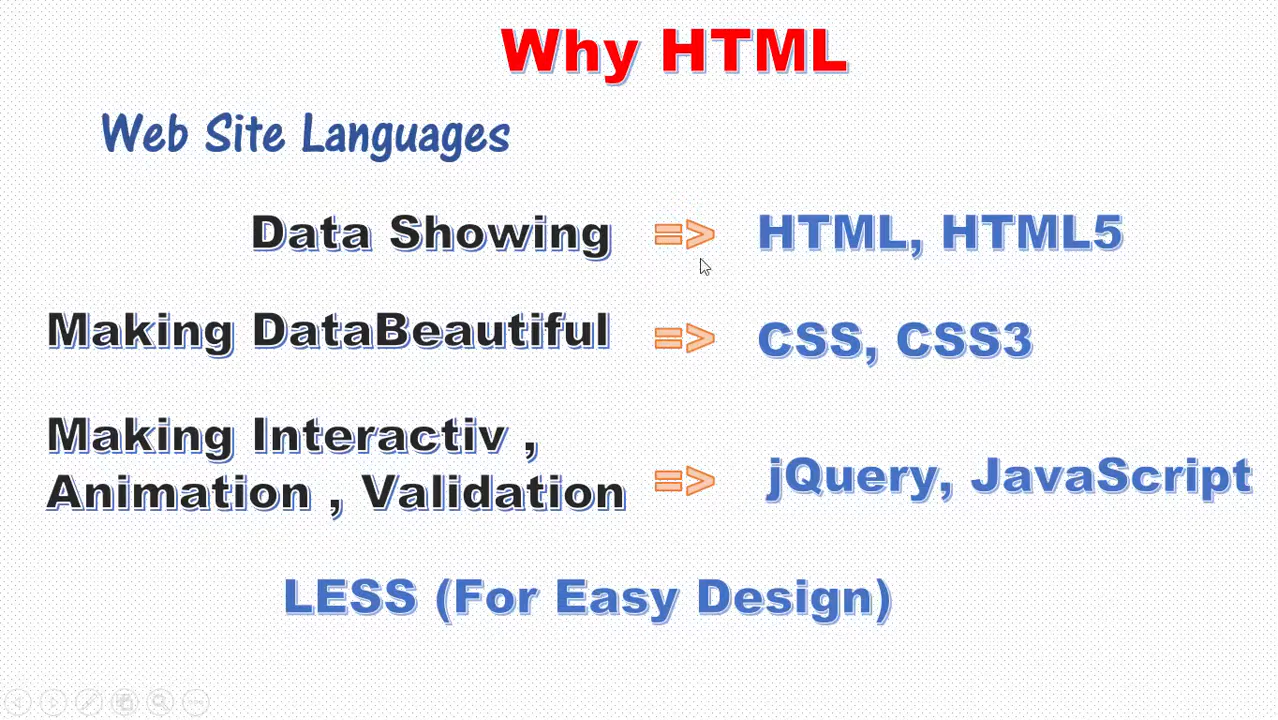 Why HTML
Web Site Languages
Data Showing => HTML, HTML5
Making DataBeautiful => CSS, CSS3
Making Interactiv ,
Animation , Validation => jQuery, JavaScript
LESS (For Easy Design)